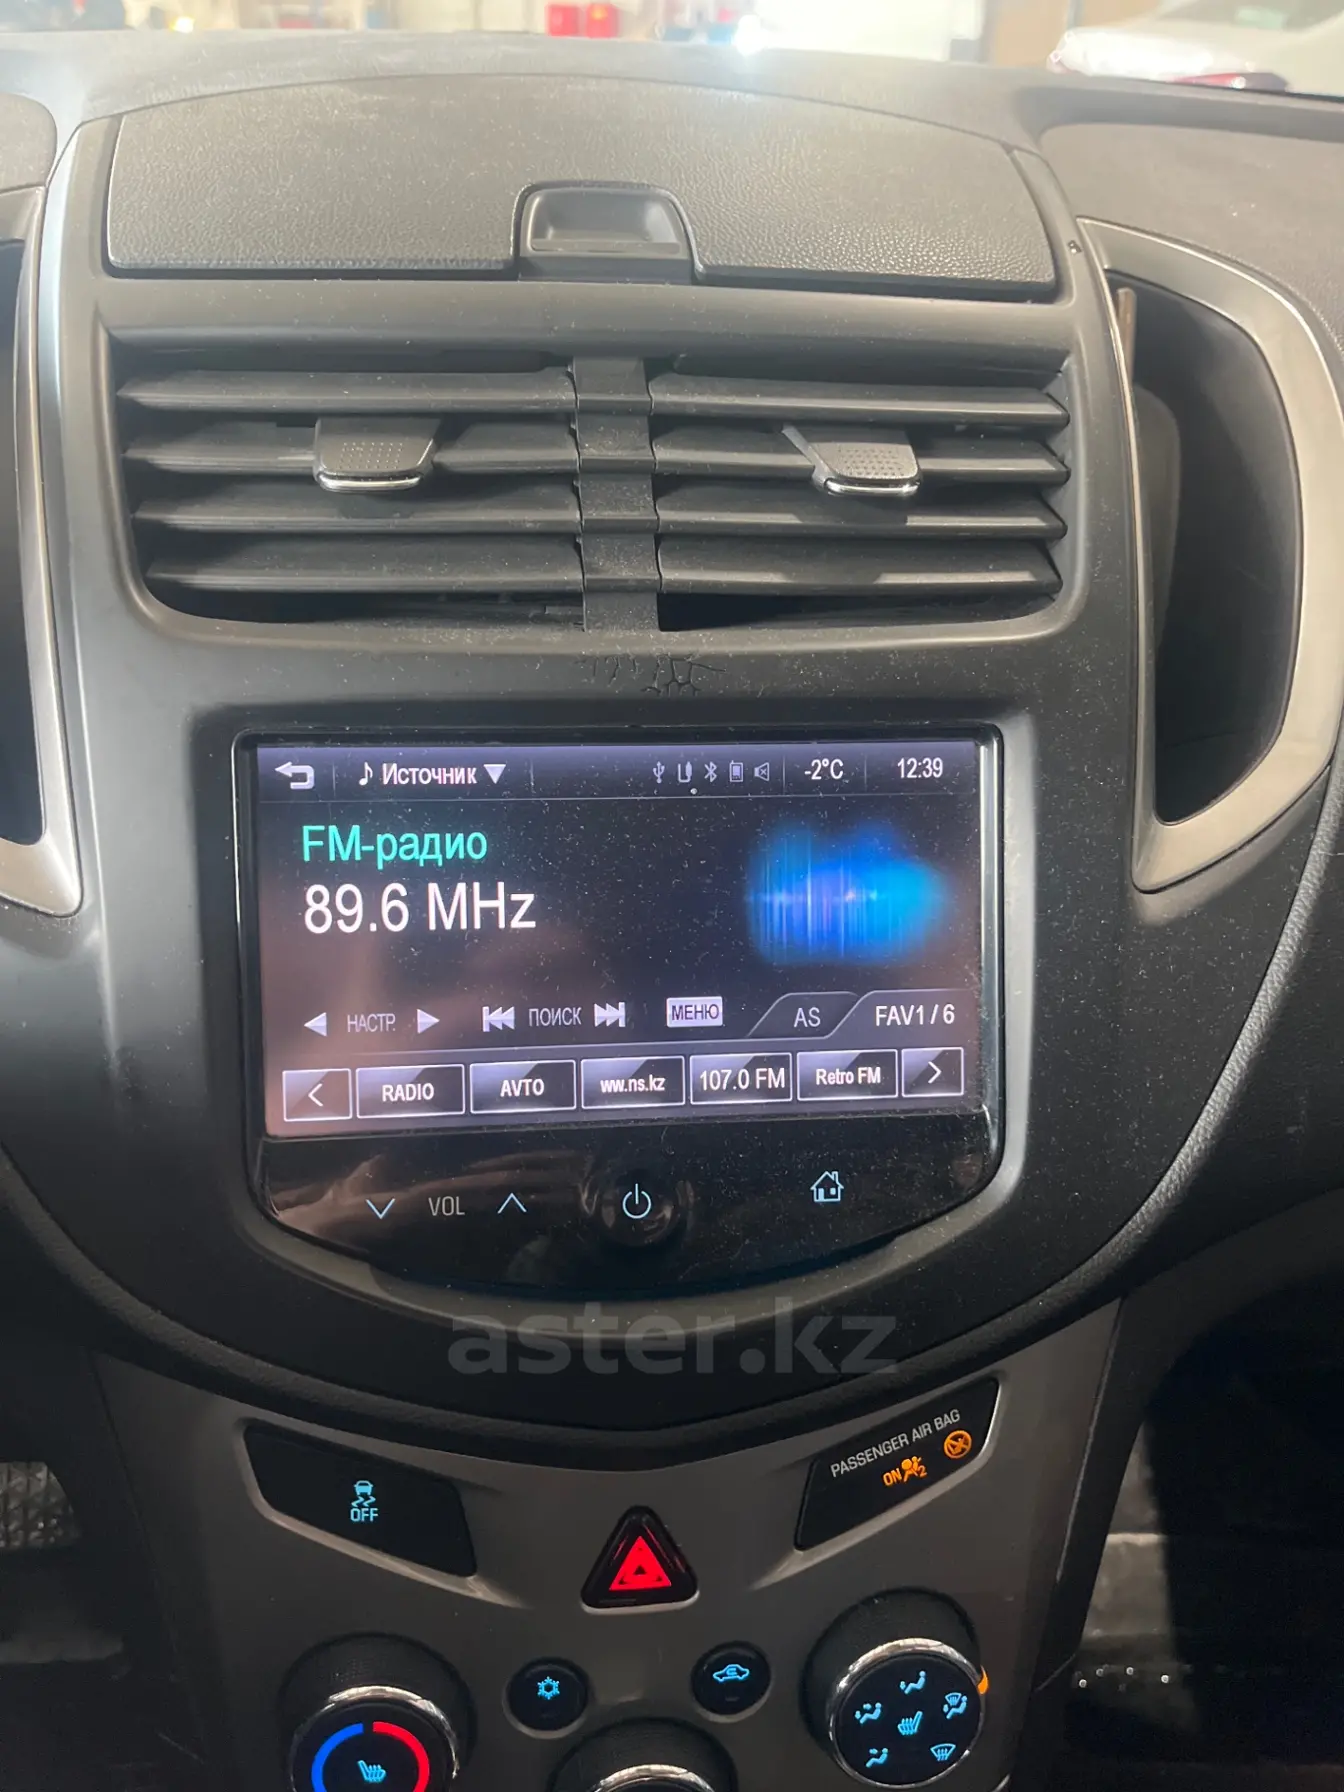 Источник -2°C 12:39
FM-радио
89.6 MHz
НАСТР. ПОИСК МЕНЮ AS FAV1 / 6
< RADIO AVTO ww.ns.kz 107.0 FM Retro FM >
VOL
aster.kz
PASSENGER AIR BAG
ON 2
OFF